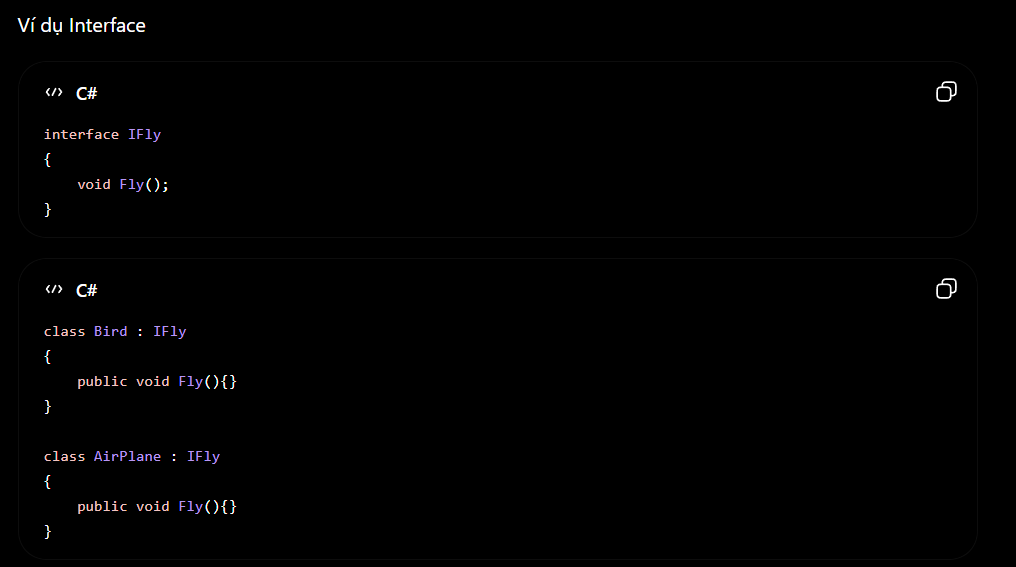 Ví dụ Interface
C#
interface IFly
{
    void Fly();
}
C#
class Bird : IFly
{
    public void Fly(){}
}

class AirPlane : IFly
{
    public void Fly(){}
}